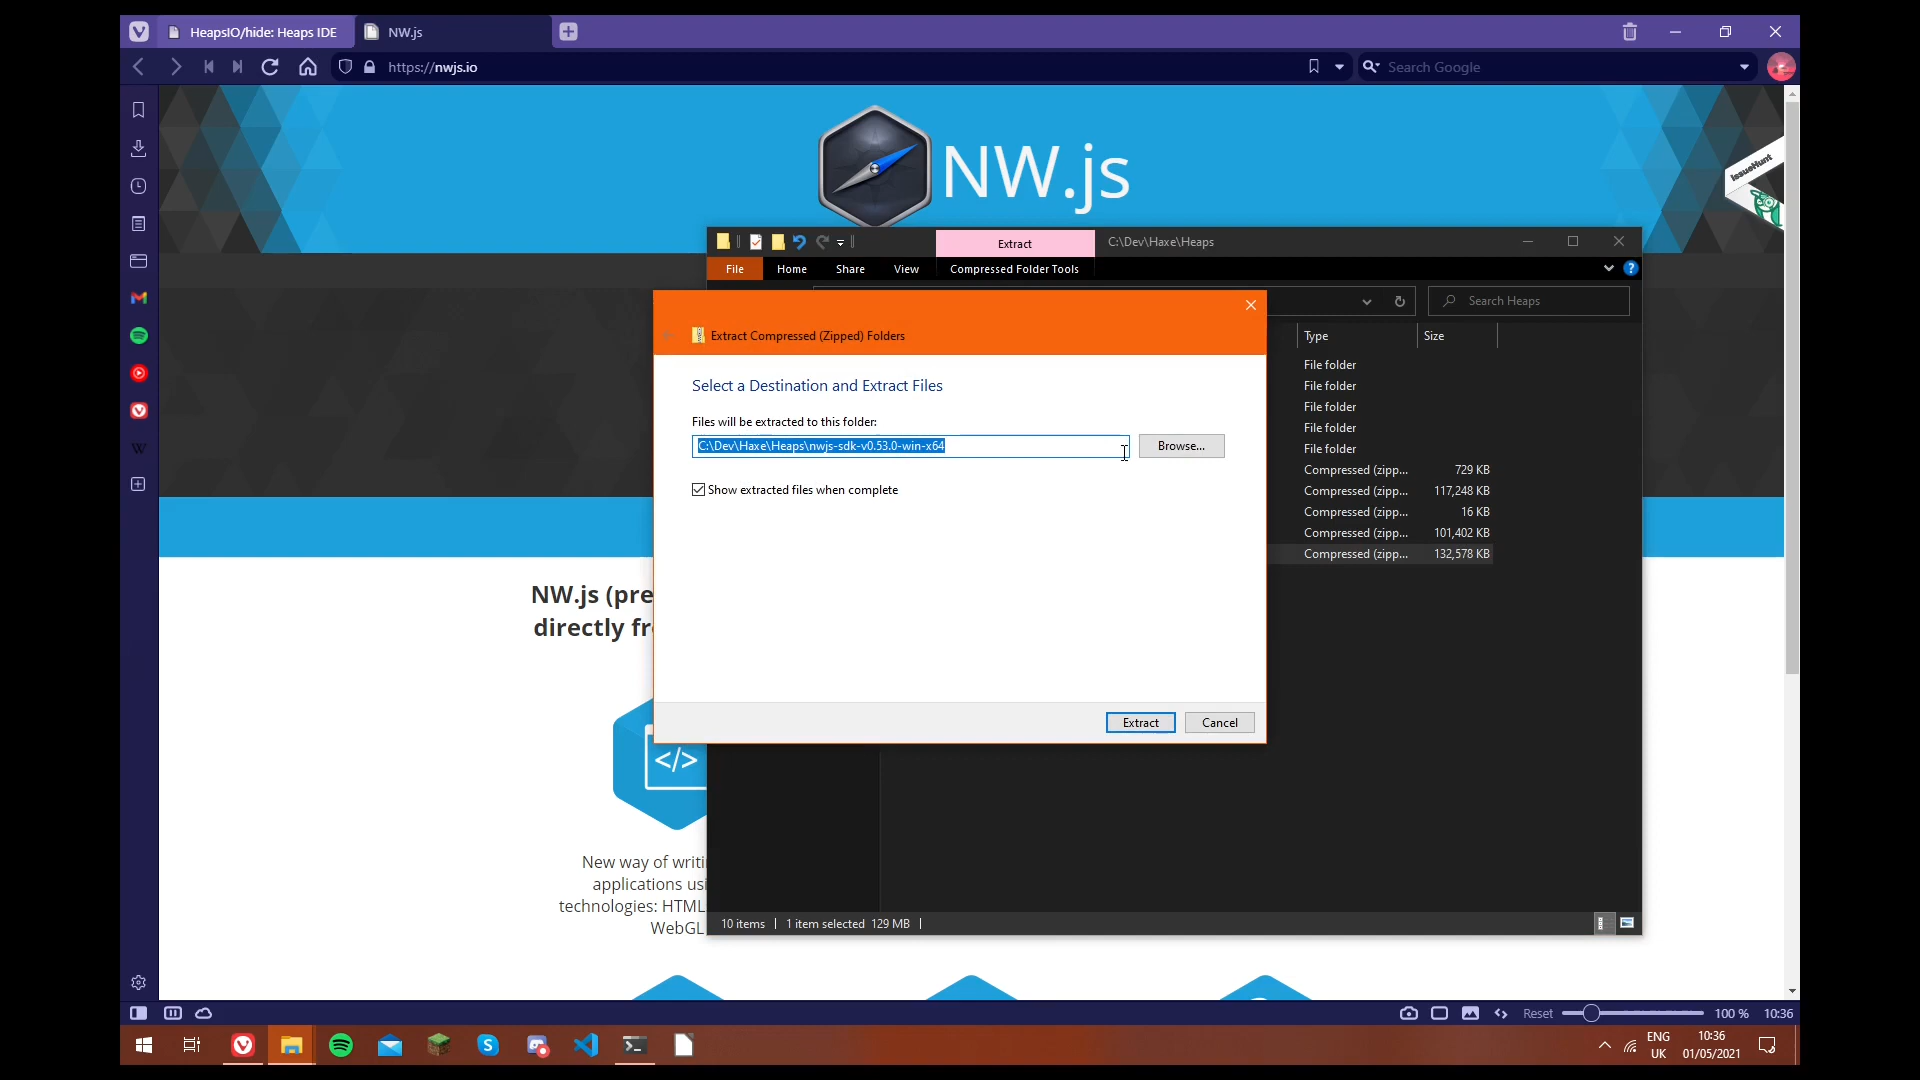 HeapsIO/hide: Heaps IDE
NW.js
https://nwjs.io
Search Google
NW.js
IssueHunt
Extract
C:\Dev\Haxe\Heaps
File
Home
Share
View
Compressed Folder Tools
Search Heaps
Extract Compressed (Zipped) Folders
Type
Size
Select a Destination and Extract Files
Files will be extracted to this folder:
C:\Dev\Haxe\Heaps\nwjs-sdk-v0.53.0-win-x64
Browse...
Show extracted files when complete
File folder
File folder
File folder
File folder
File folder
Compressed (zipp... 729 KB
Compressed (zipp... 117,248 KB
Compressed (zipp... 16 KB
Compressed (zipp... 101,402 KB
Compressed (zipp... 132,578 KB
Extract
Cancel
NW.js (pre
directly fr
</>
New way of writi
applications usi
technologies: HTML
WebGL
10 items
1 item selected 129 MB
Reset
100 %
10:36
ENG
UK
10:36
01/05/2021